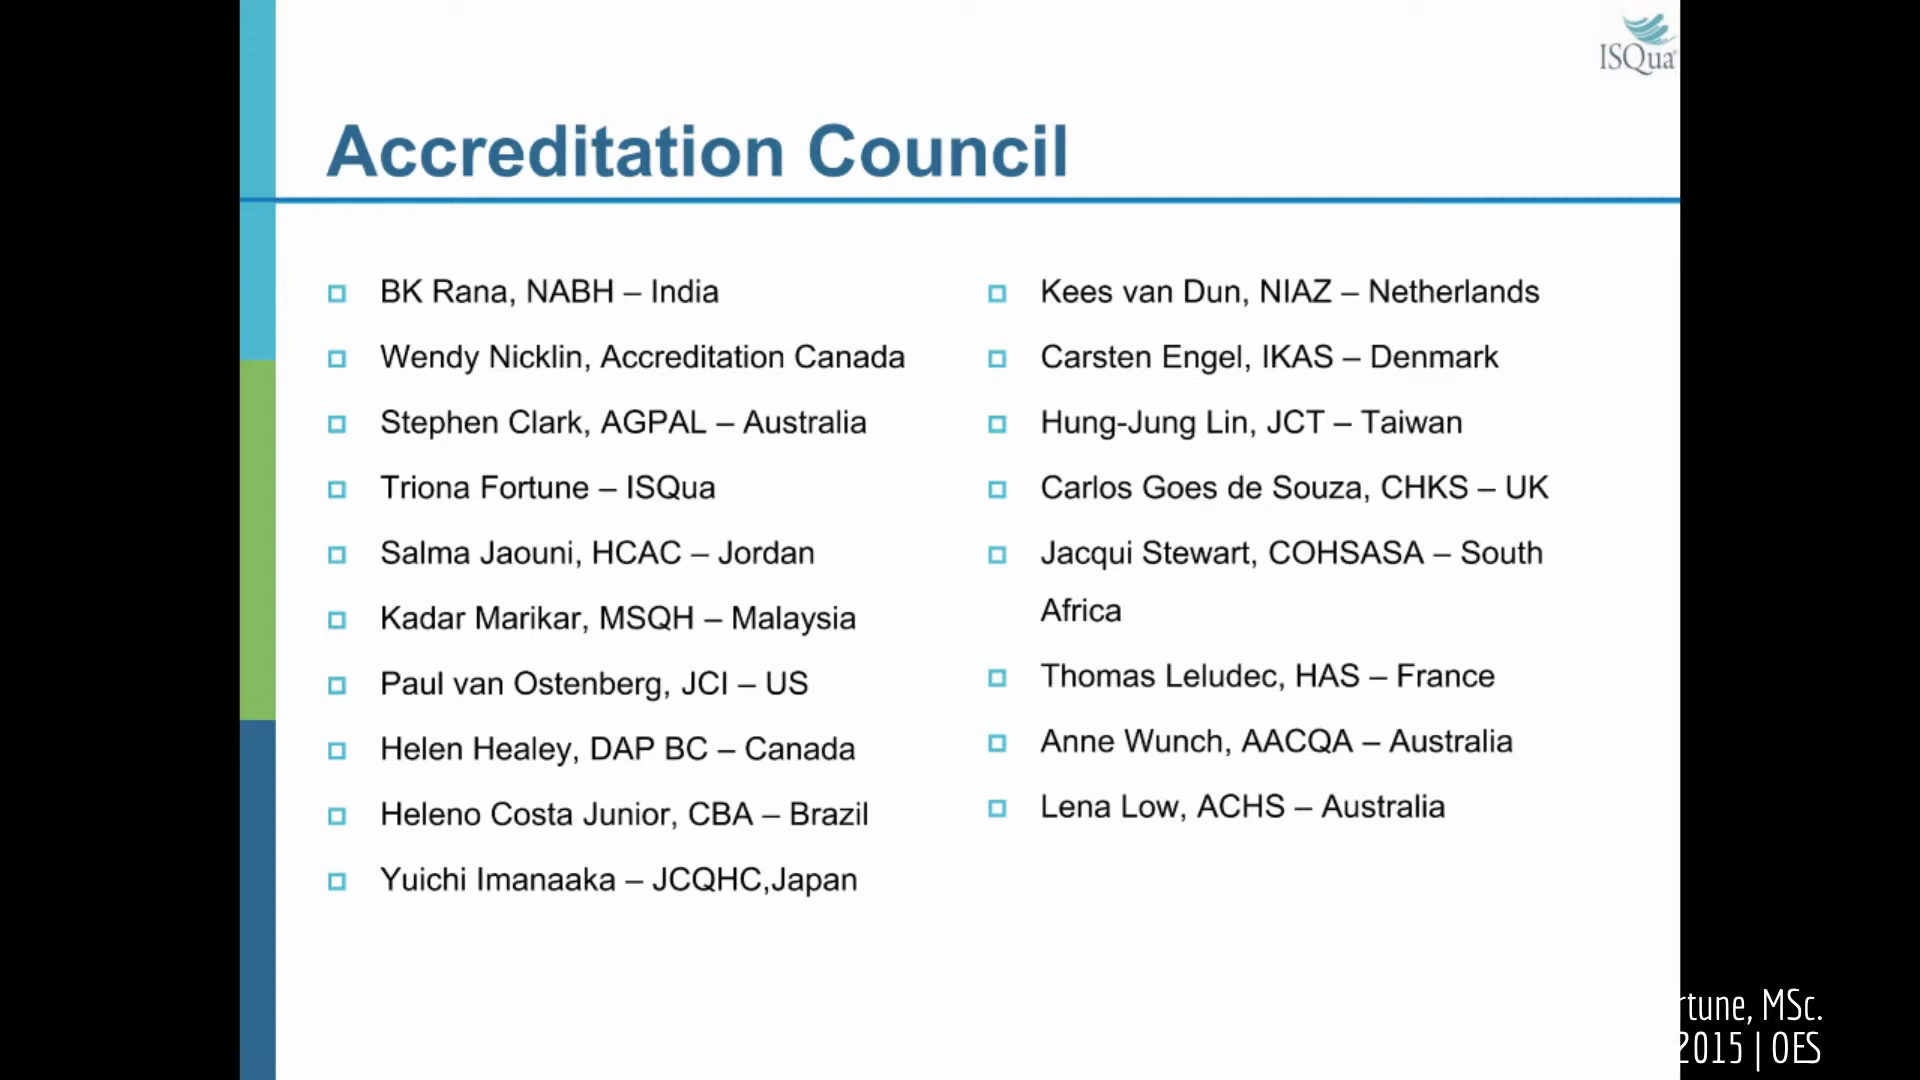 ISQua
Accreditation Council
BK Rana, NABH – India
Wendy Nicklin, Accreditation Canada
Stephen Clark, AGPAL – Australia
Triona Fortune – ISQua
Salma Jaouni, HCAC – Jordan
Kadar Marikar, MSQH – Malaysia
Paul van Ostenberg, JCI – US
Helen Healey, DAP BC – Canada
Heleno Costa Junior, CBA – Brazil
Yuichi Imanaaka – JCQHC,Japan
Kees van Dun, NIAZ – Netherlands
Carsten Engel, IKAS – Denmark
Hung-Jung Lin, JCT – Taiwan
Carlos Goes de Souza, CHKS – UK
Jacqui Stewart, COHSASA – South
Africa
Thomas Leludec, HAS – France
Anne Wunch, AACQA – Australia
Lena Low, ACHS – Australia
rtune, MSc.
2015 | OES